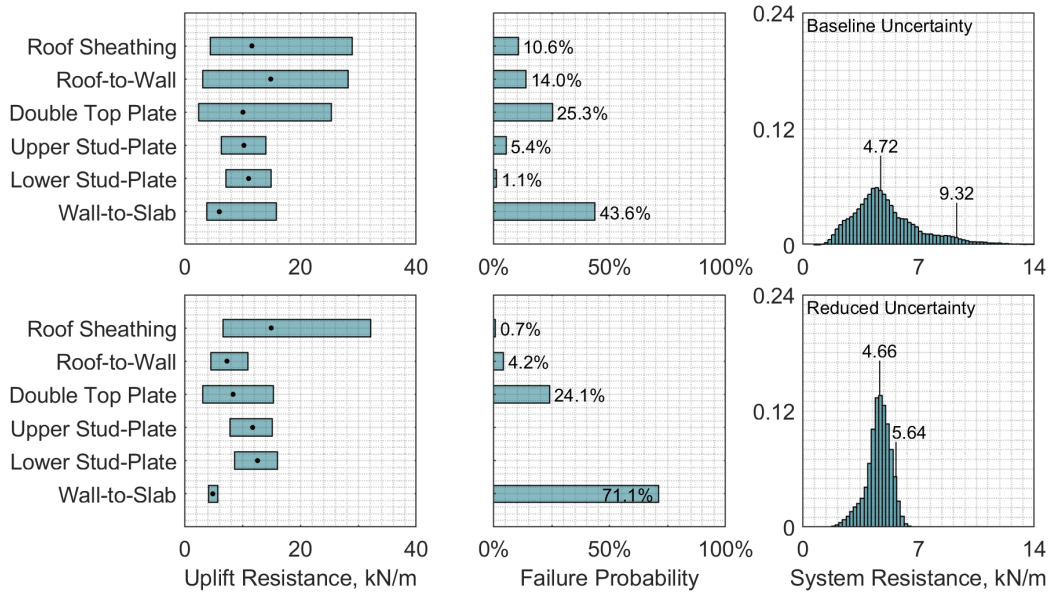 Roof Sheathing
Roof-to-Wall
Double Top Plate
Upper Stud-Plate
Lower Stud-Plate
Wall-to-Slab
0 20 40
10.6%
14.0%
25.3%
5.4%
1.1%
43.6%
0% 50% 100%
0.24
0.12
0
Baseline Uncertainty
4.72
9.32
0 7 14
Roof Sheathing
Roof-to-Wall
Double Top Plate
Upper Stud-Plate
Lower Stud-Plate
Wall-to-Slab
0 20 40
Uplift Resistance, kN/m
0.7%
4.2%
24.1%
71.1%
0% 50% 100%
Failure Probability
0.24
0.12
0
Reduced Uncertainty
4.66
5.64
0 7 14
System Resistance, kN/m